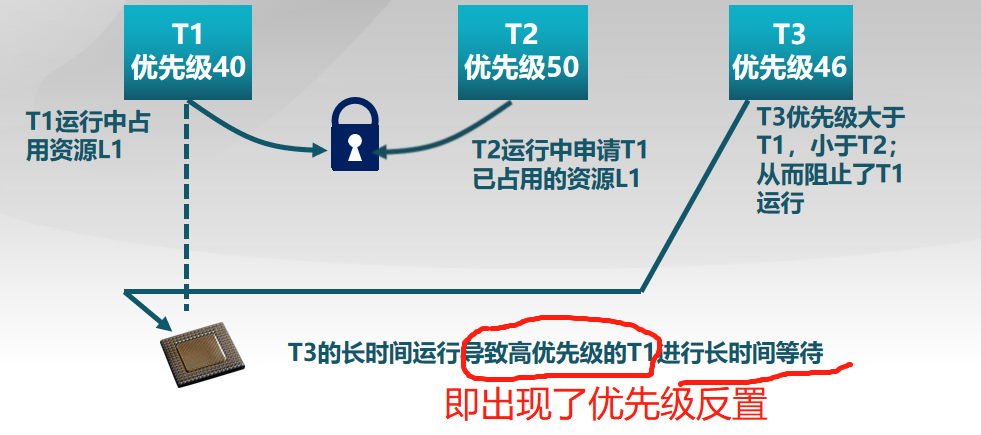 T1
优先级40
T2
优先级50
T3
优先级46
T1运行中占
用资源L1
T2运行中申请T1
已占用的资源L1
T3优先级大于
T1，小于T2；
从而阻止了T1
运行
T3的长时间运行导致高优先级的T1进行长时间等待
即出现了优先级反置